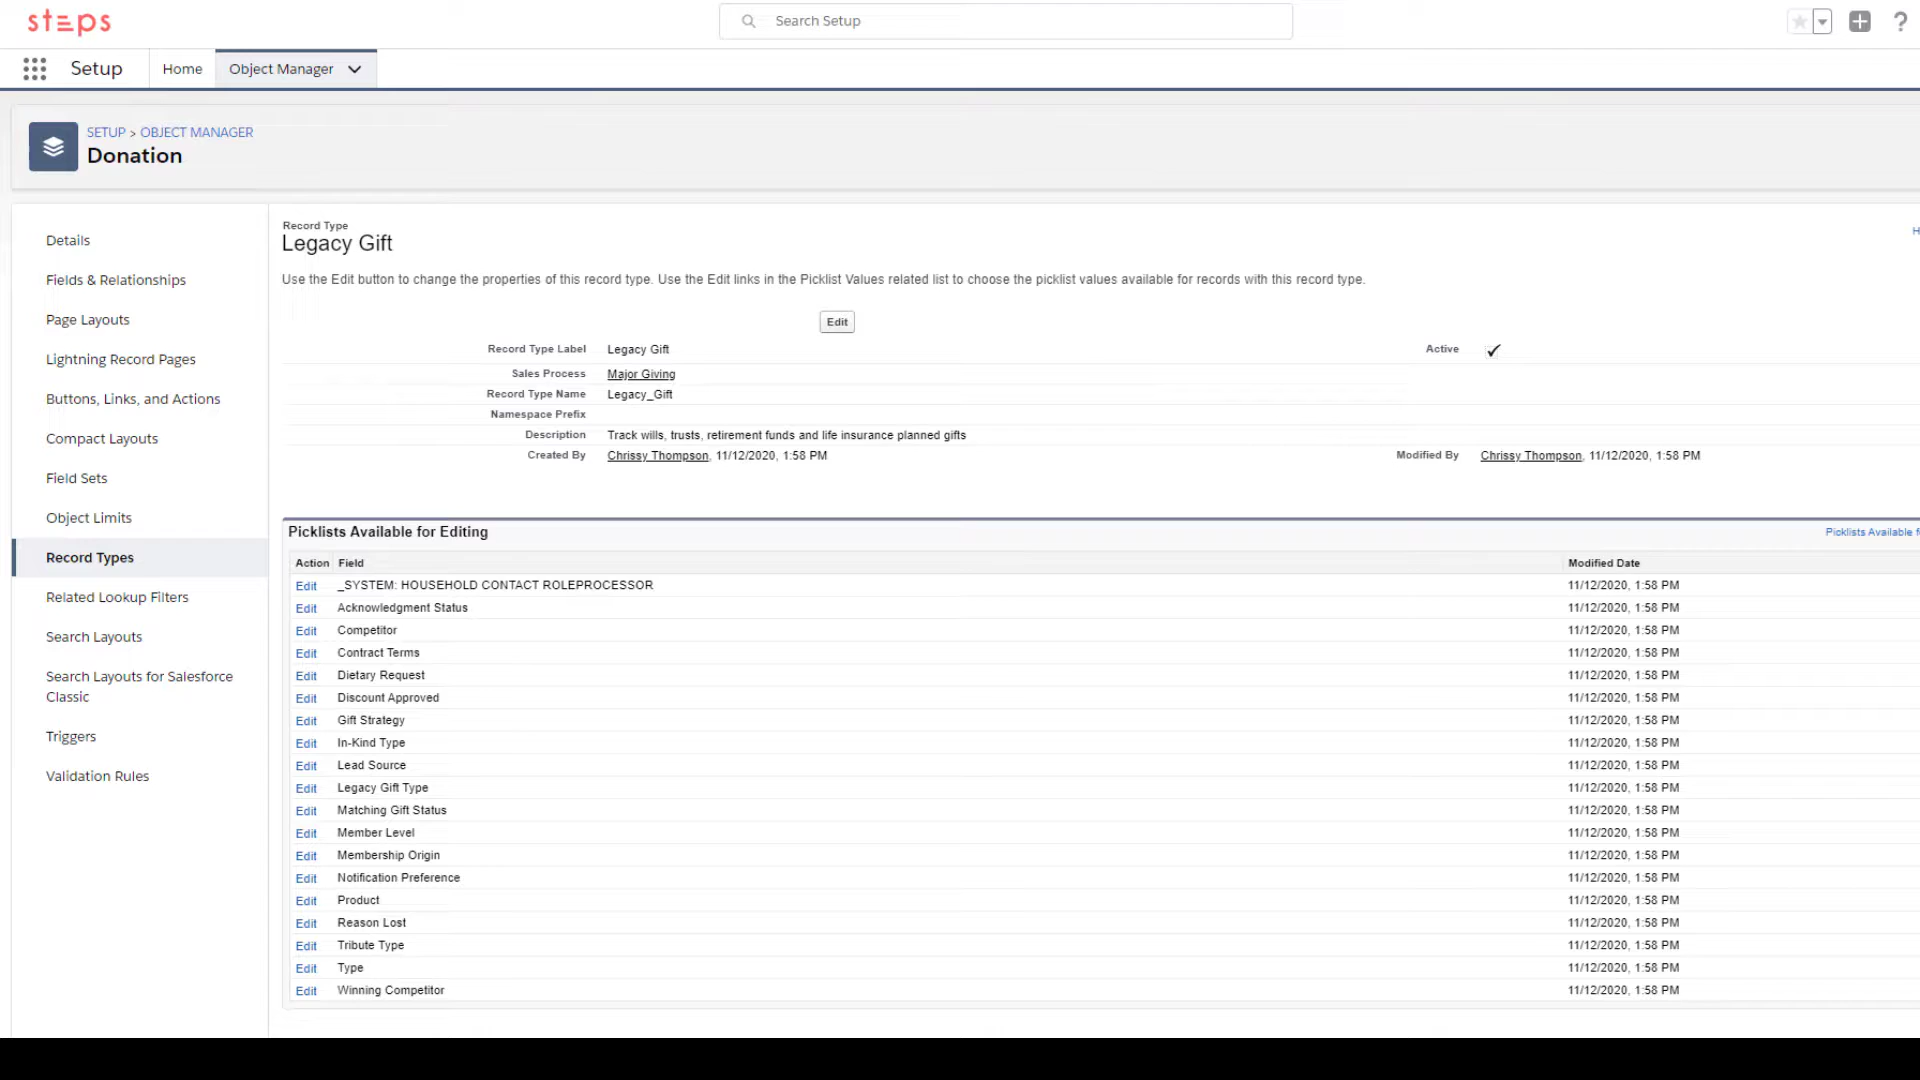 steps
Search Setup
?
Setup
Home
Object Manager
SETUP > OBJECT MANAGER
Donation
Details
Fields & Relationships
Page Layouts
Lightning Record Pages
Buttons, Links, and Actions
Compact Layouts
Field Sets
Object Limits
Record Types
Related Lookup Filters
Search Layouts
Search Layouts for Salesforce
Classic
Triggers
Validation Rules
Record Type
Legacy Gift
Use the Edit button to change the properties of this record type. Use the Edit links in the Picklist Values related list to choose the picklist values available for records with this record type.
Edit
Record Type Label Legacy Gift Active ✓
Sales Process Major Giving
Record Type Name Legacy_Gift
Namespace Prefix
Description Track wills, trusts, retirement funds and life insurance planned gifts
Created By Chrissy Thompson, 11/12/2020, 1:58 PM Modified By Chrissy Thompson, 11/12/2020, 1:58 PM
Picklists Available for Editing Picklists Available
Action Field Modified Date
Edit _SYSTEM: HOUSEHOLD CONTACT ROLEPROCESSOR 11/12/2020, 1:58 PM
Edit Acknowledgment Status 11/12/2020, 1:58 PM
Edit Competitor 11/12/2020, 1:58 PM
Edit Contract Terms 11/12/2020, 1:58 PM
Edit Dietary Request 11/12/2020, 1:58 PM
Edit Discount Approved 11/12/2020, 1:58 PM
Edit Gift Strategy 11/12/2020, 1:58 PM
Edit In-Kind Type 11/12/2020, 1:58 PM
Edit Lead Source 11/12/2020, 1:58 PM
Edit Legacy Gift Type 11/12/2020, 1:58 PM
Edit Matching Gift Status 11/12/2020, 1:58 PM
Edit Member Level 11/12/2020, 1:58 PM
Edit Membership Origin 11/12/2020, 1:58 PM
Edit Notification Preference 11/12/2020, 1:58 PM
Edit Product 11/12/2020, 1:58 PM
Edit Reason Lost 11/12/2020, 1:58 PM
Edit Tribute Type 11/12/2020, 1:58 PM
Edit Type 11/12/2020, 1:58 PM
Edit Winning Competitor 11/12/2020, 1:58 PM